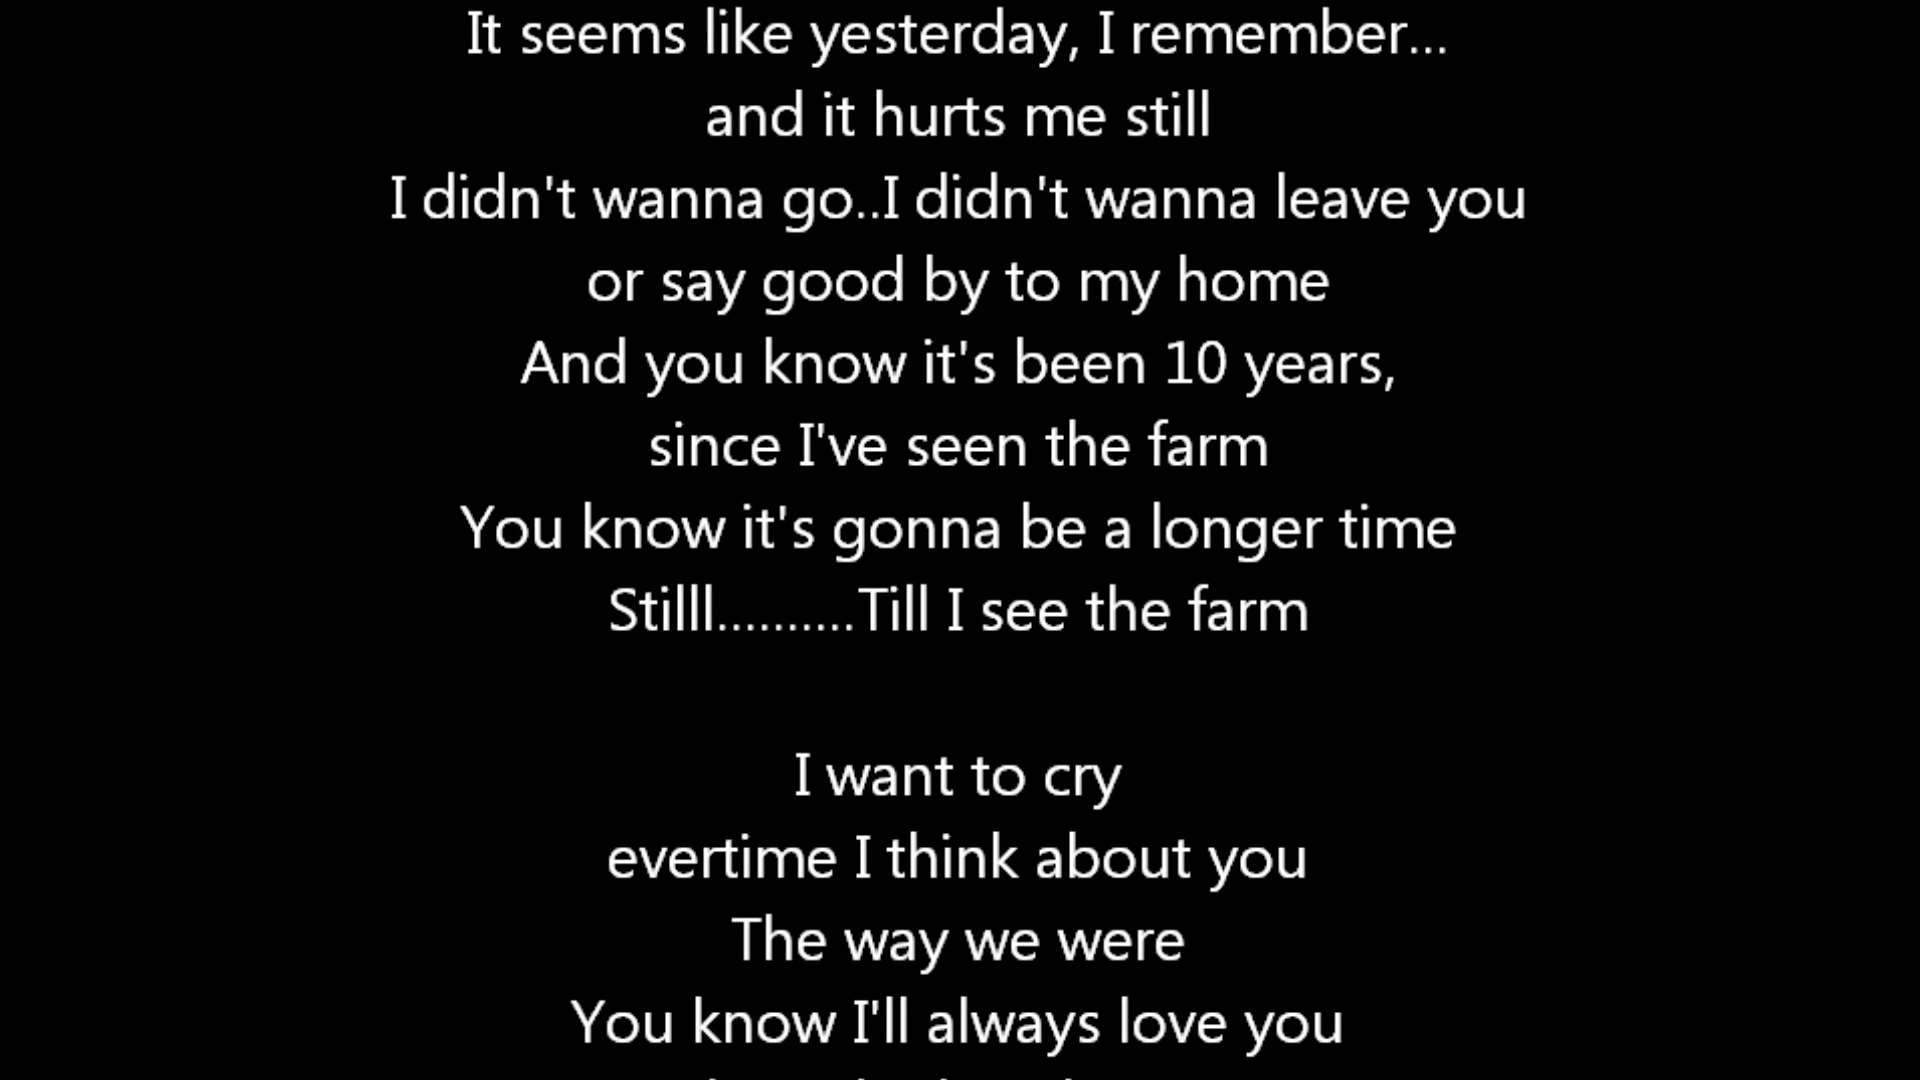 It seems like yesterday, I remember...
and it hurts me still
I didn't wanna go..I didn't wanna leave you
or say good by to my home
And you know it's been 10 years,
since I've seen the farm
You know it's gonna be a longer time
Stilll..........Till I see the farm
I want to cry
evertime I think about you
The way we were
You know I'll always love you